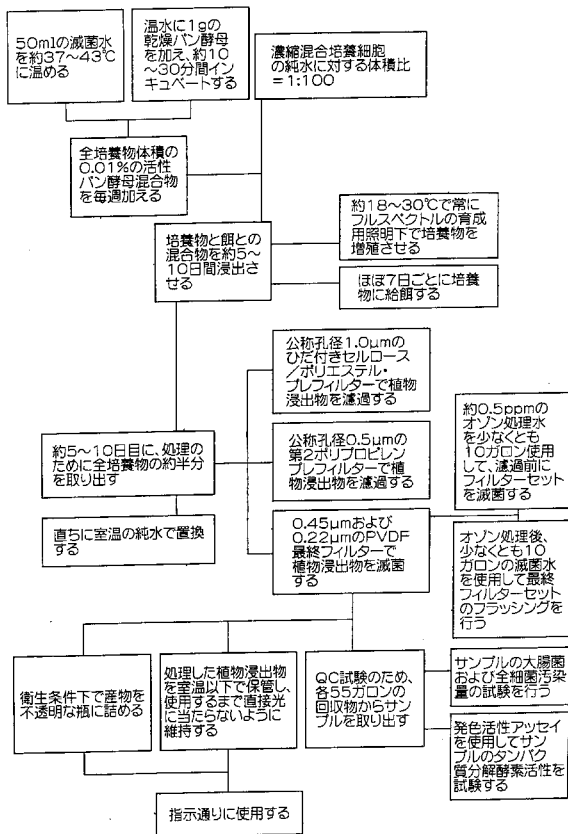 50mlの滅菌水
を約37~43℃
に温める
温水に1gの
乾燥パン酵母
を加え、約10
~30分間イン
キュベートする
濃縮混合培養細胞
の純水に対する体積比
=1:100
全培養物体積の
0.01%の活性
パン酵母混合物
を毎週加える
約18~30℃で常に
フルスペクトルの育成
用照明下で培養物を
増殖させる
培養物と餌との
混合物を約5~
10日間浸出さ
せる
ほぼ7日ごとに培養
物に給餌する
公称孔径1.0μmの
ひだ付きセルロース
/ポリエステル・
プレフィルターで植物
浸出物を濾過する
約0.5ppmの
オゾン処理水
を少なくとも
10ガロン使用
して、濾過前に
フィルターセット
を滅菌する
約5~10日目に、処理の
ために全培養物の約半分
を取り出す
公称孔径0.5μmの
第2ポリプロピレン
プレフィルターで植
物浸出物を濾過する
直ちに室温の純水で置換
する
0.45μmおよび
0.22μmのPVDF
最終フィルターで
植物浸出物を滅菌
する
オゾン処理後、
少なくとも10
ガロンの滅菌水
を使用して最終
フィルターセット
のフラッシングを
行う
衛生条件下で産物を
不透明な瓶に詰める
処理した植物浸出物
を室温以下で保管し、
使用するまで直接光
に当たらないように
維持する
QC試験のため、
各55ガロンの
回収物からサン
プルを取り出す
サンプルの大腸菌
および全細菌汚染
量の試験を行う
発色活性アッセイ
を使用してサン
プルのタンパク
質分解酵素活性を
試験する
指示通りに使用する